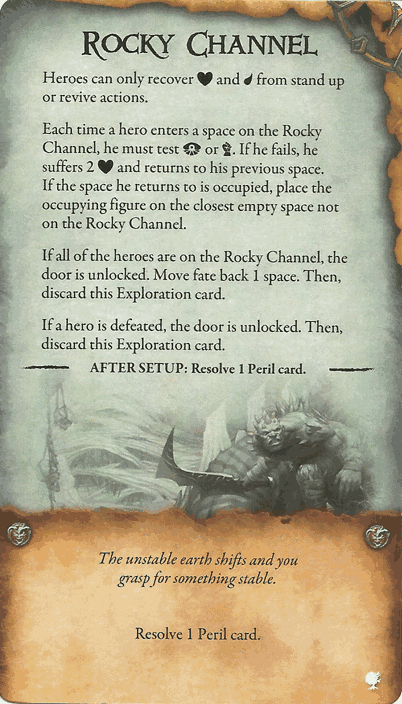 ROCKY CHANNEL
Heroes can only recover and from stand up
or revive actions.
Each time a hero enters a space on the Rocky
Channel, he must test or . If he fails, he
suffers 2 and returns to his previous space.
If the space he returns to is occupied, place the
occupying figure on the closest empty space not
on the Rocky Channel.
If all of the heroes are on the Rocky Channel, the
door is unlocked. Move fate back 1 space. Then,
discard this Exploration card.
If a hero is defeated, the door is unlocked. Then,
discard this Exploration card.
AFTER SETUP: Resolve 1 Peril card.
The unstable earth shifts and you
grasp for something stable.
Resolve 1 Peril card.